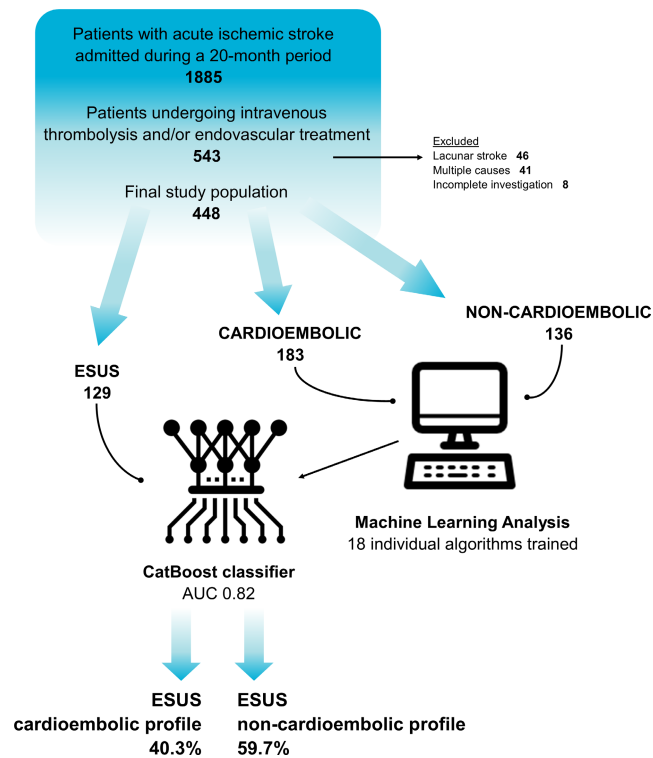 Patients with acute ischemic stroke
admitted during a 20-month period
1885
Patients undergoing intravenous
thrombolysis and/or endovascular treatment
543
Excluded
Lacunar stroke 46
Multiple causes 41
Incomplete investigation 8
Final study population
448
NON-CARDIOEMBOLIC
136
CARDIOEMBOLIC
183
ESUS
129
Machine Learning Analysis
18 individual algorithms trained
CatBoost classifier
AUC 0.82
ESUS
cardioembolic profile
40.3%
ESUS
non-cardioembolic profile
59.7%